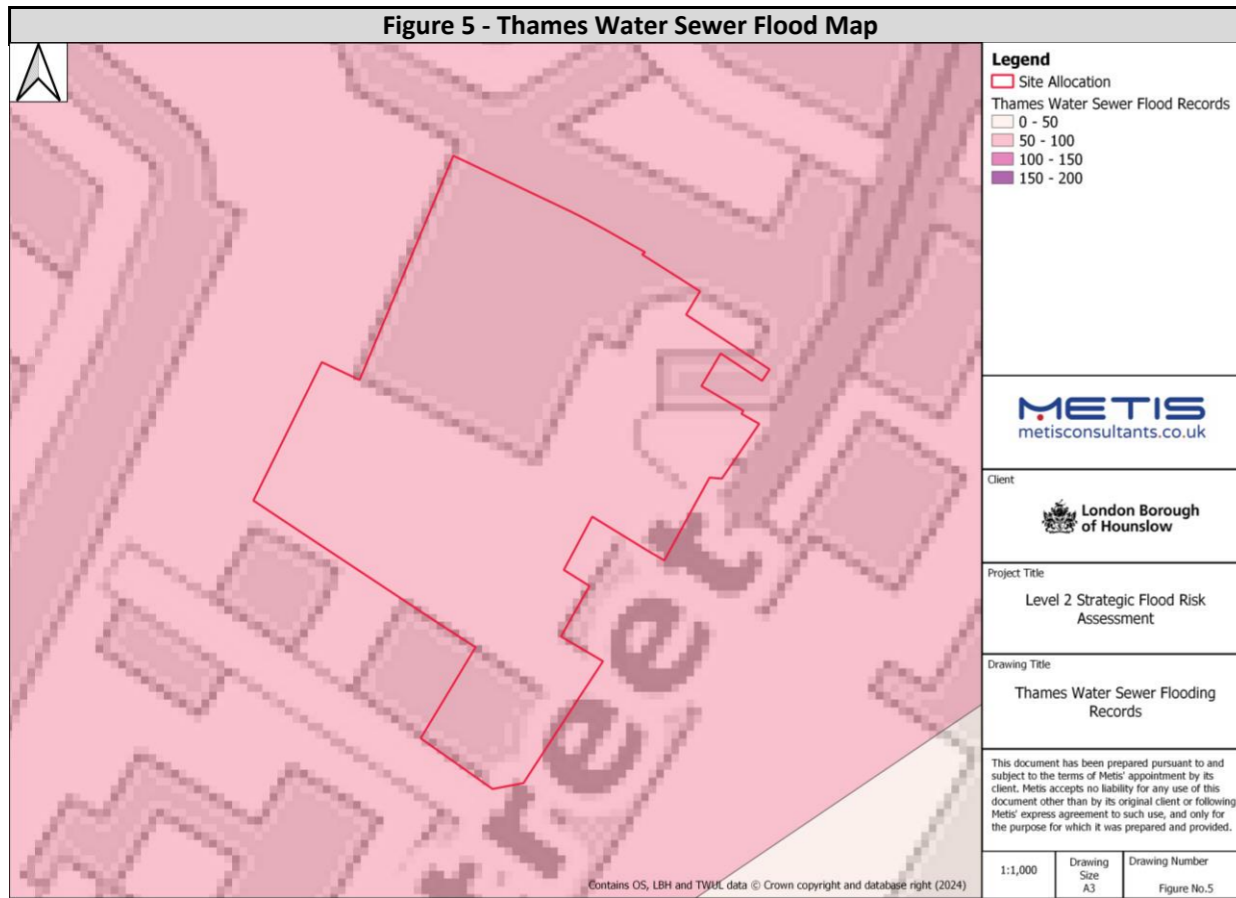 Figure 5 - Thames Water Sewer Flood Map
Legend
Site Allocation
Thames Water Sewer Flood Records
0 - 50
50 - 100
100 - 150
150 - 200
METIS
metisconsultants.co.uk
Client
London Borough
of Hounslow
Project Title
Level 2 Strategic Flood Risk
Assessment
Drawing Title
Thames Water Sewer Flooding
Records
This document has been prepared pursuant to and
subject to the terms of Metis' appointment by its
client. Metis accepts no liability for any use of this
document other than by its original client or following
Metis' express agreement to such use, and only for
the purpose for which it was prepared and provided.
1:1,000
Drawing
Size
A3
Drawing Number
Figure No.5
treet
Contains OS, LBH and TWUL data © Crown copyright and database right (2024)